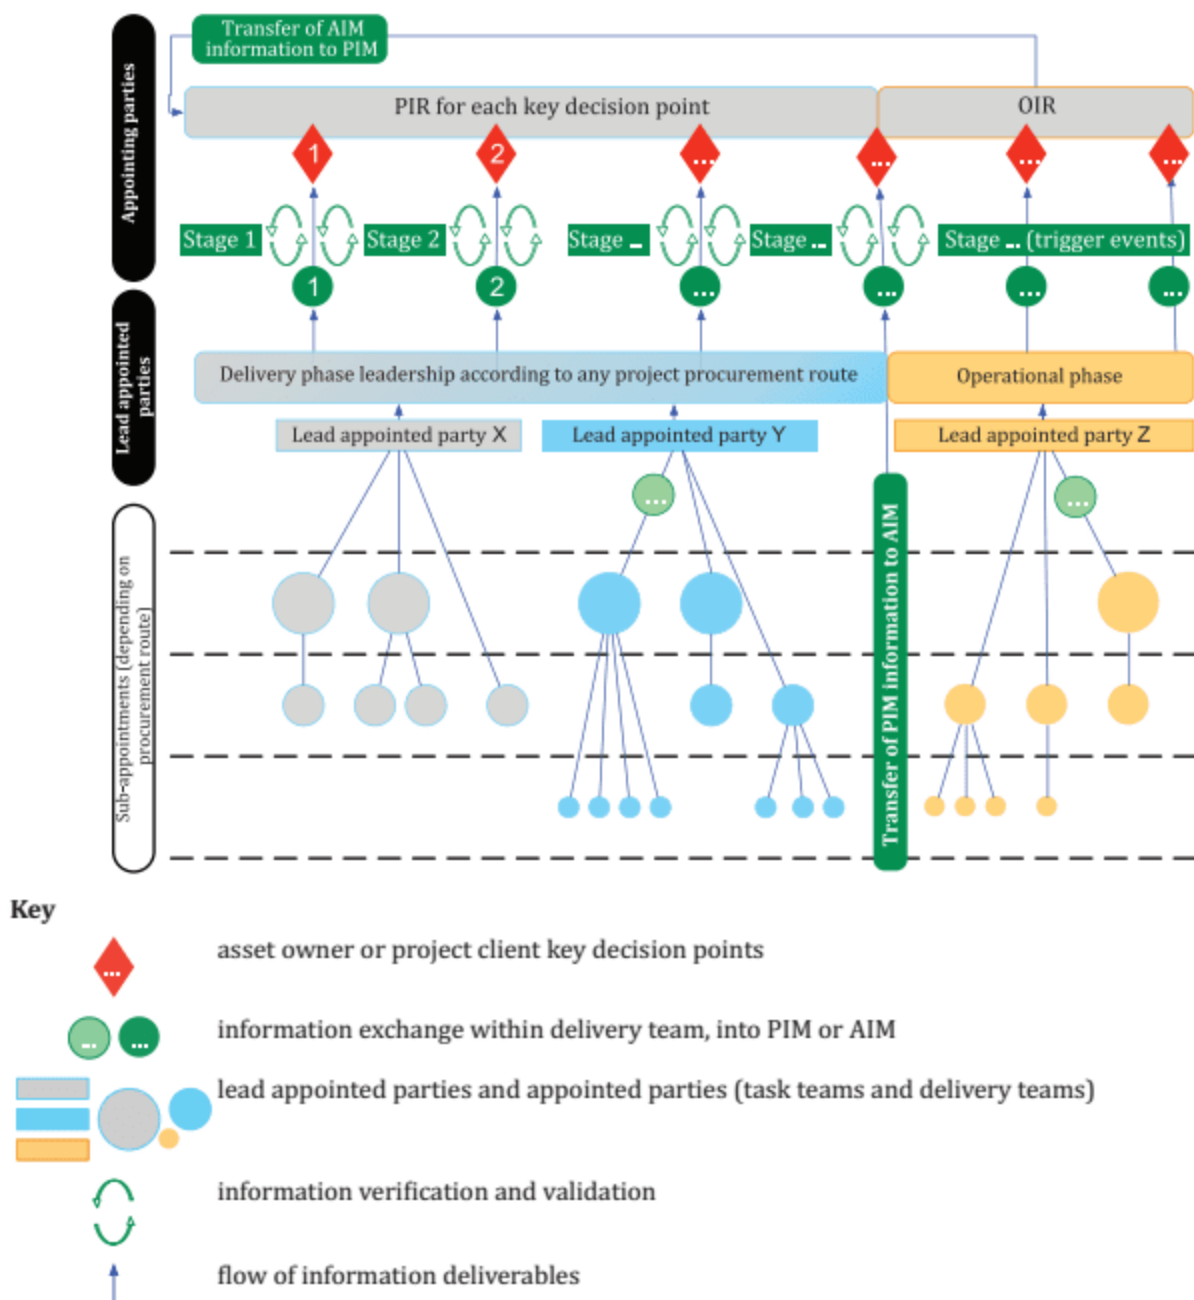 Transfer of AIM
information to PIM
Appointing parties
PIR for each key decision point
OIR
1
2
...
...
...
...
Stage 1
Stage 2
Stage ...
Stage ...
Stage ... (trigger events)
1
2
...
...
...
...
Lead appointed
parties
Delivery phase leadership according to any project procurement route
Operational phase
Lead appointed party X
Lead appointed party Y
Lead appointed party Z
...
...
Sub-appointments (depending on
procurement route)
Transfer of PIM information to AIM
Key
...
asset owner or project client key decision points
...
...
information exchange within delivery team, into PIM or AIM
lead appointed parties and appointed parties (task teams and delivery teams)
information verification and validation
flow of information deliverables